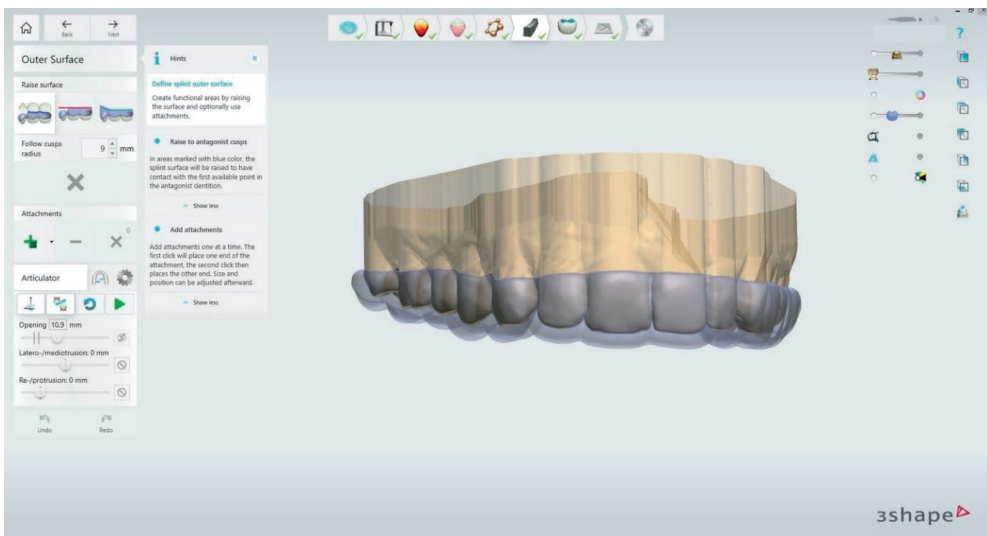 Back
Next
Outer Surface
Raise surface
Follow cusps
radius
9
mm
Attachments
0
Articulator
Opening 10.9 mm
Latero-/mediotrusion: 0 mm
Re-/protrusion: 0 mm
Undo
Redo
Hints
Define splint outer surface
Create functional areas by raising
the surface and optionally use
attachments.
Raise to antagonist cusps
In areas marked with blue color, the
splint surface will be raised to have
contact with the first available point in
the antagonist dentition.
Show less
Add attachments
Add attachments one at a time. The
first click will place one end of the
attachment, the second click then
places the other end. Size and
position can be adjusted afterward.
Show less
?
3shape